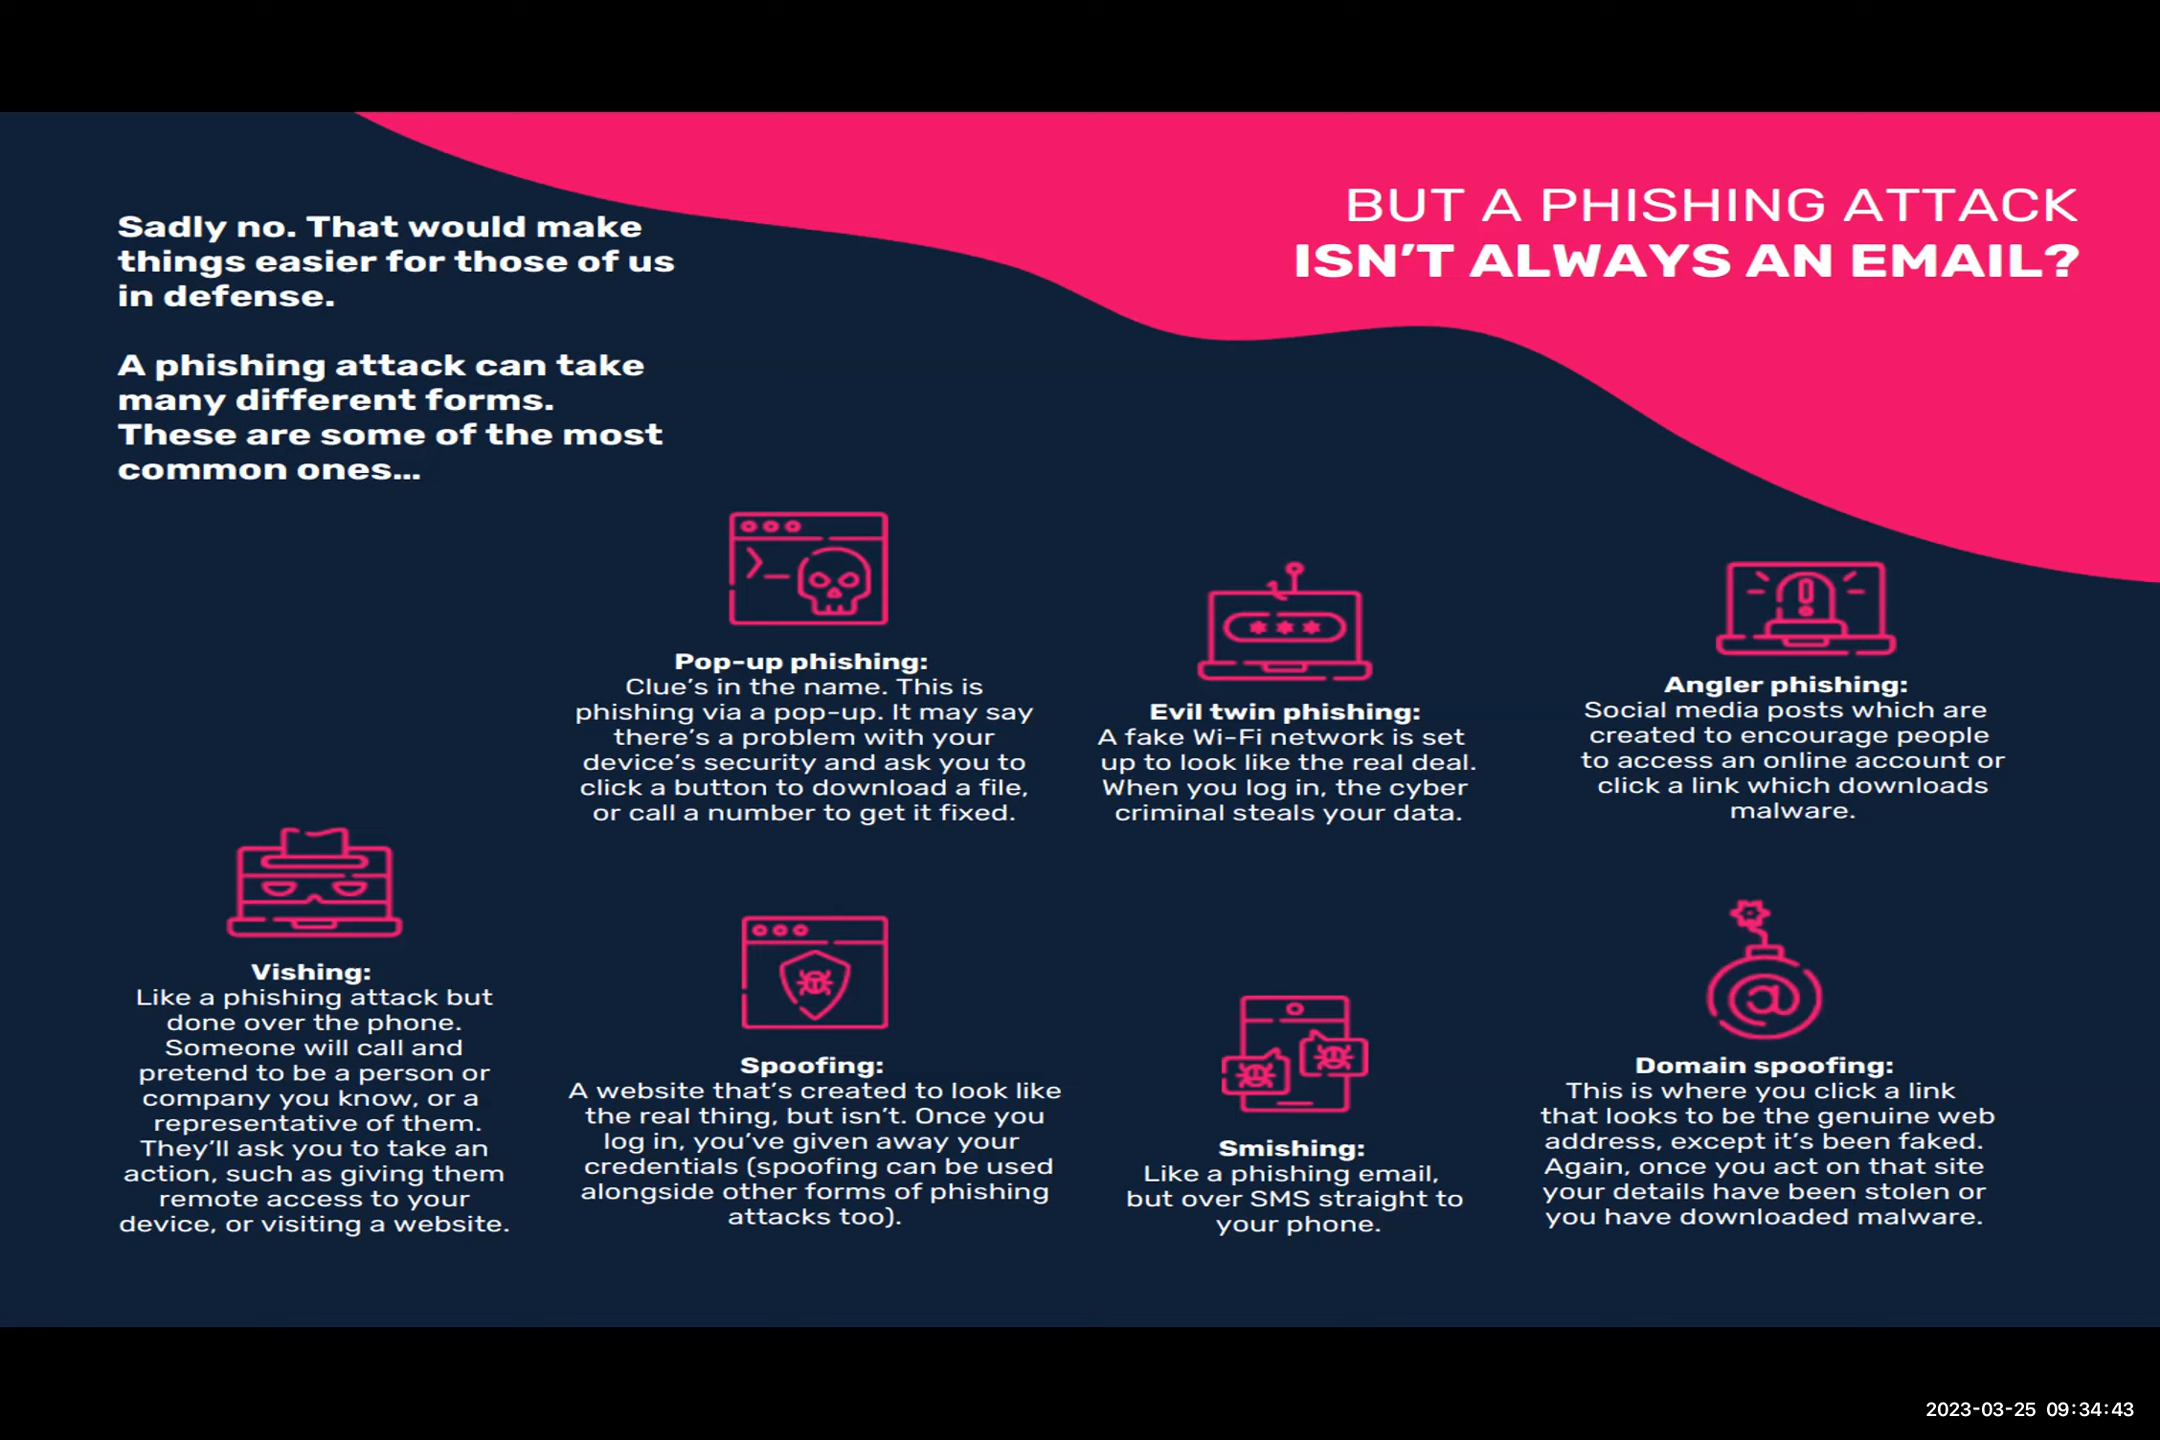 BUT A PHISHING ATTACK
ISN'T ALWAYS AN EMAIL?
Sadly no. That would make
things easier for those of us
in defense.
A phishing attack can take
many different forms.
These are some of the most
common ones...
Pop-up phishing:
Clue's in the name. This is
phishing via a pop-up. It may say
there's a problem with your
device's security and ask you to
click a button to download a file,
or call a number to get it fixed.
Evil twin phishing:
A fake Wi-Fi network is set
up to look like the real deal.
When you log in, the cyber
criminal steals your data.
Angler phishing:
Social media posts which are
created to encourage people
to access an online account or
click a link which downloads
malware.
Vishing:
Like a phishing attack but
done over the phone.
Someone will call and
pretend to be a person or
company you know, or a
representative of them.
They'll ask you to take an
action, such as giving them
remote access to your
device, or visiting a website.
Spoofing:
A website that's created to look like
the real thing, but isn't. Once you
log in, you've given away your
credentials (spoofing can be used
alongside other forms of phishing
attacks too).
Smishing:
Like a phishing email,
but over SMS straight to
your phone.
Domain spoofing:
This is where you click a link
that looks to be the genuine web
address, except it's been faked.
Again, once you act on that site
your details have been stolen or
you have downloaded malware.
2023-03-25 09:34:43